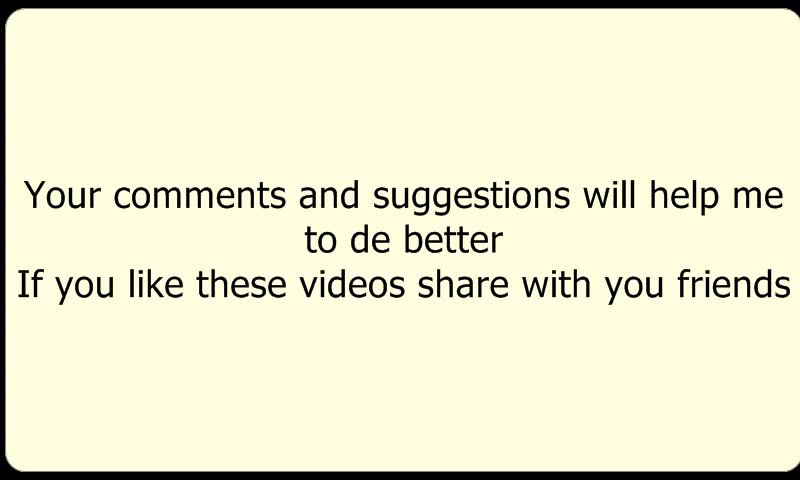 Your comments and suggestions will help me
to de better
If you like these videos share with you friends